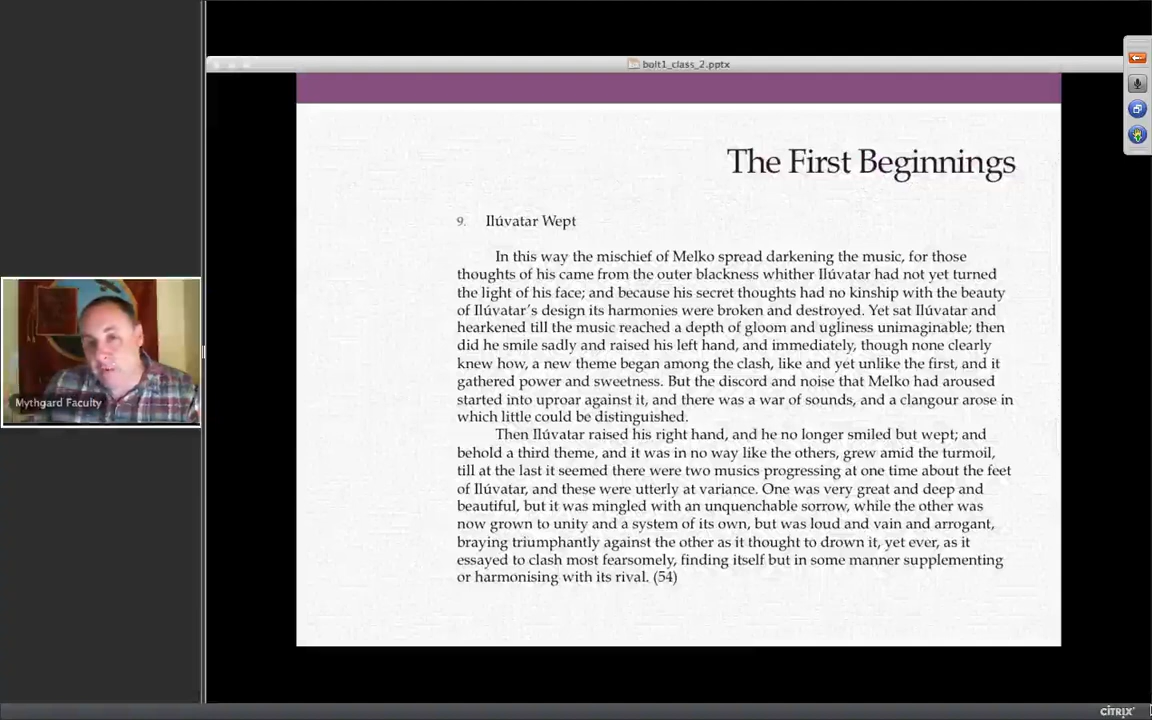 bolt1_class_2.pptx
The First Beginnings
9. Ilúvatar Wept
In this way the mischief of Melko spread darkening the music, for those
thoughts of his came from the outer blackness whither Ilúvatar had not yet turned
the light of his face; and because his secret thoughts had no kinship with the beauty
of Ilúvatar's design its harmonies were broken and destroyed. Yet sat Ilúvatar and
hearkened till the music reached a depth of gloom and ugliness unimaginable; then
did he smile sadly and raised his left hand, and immediately, though none clearly
knew how, a new theme began among the clash, like and yet unlike the first, and it
gathered power and sweetness. But the discord and noise that Melko had aroused
started into uproar against it, and there was a war of sounds, and a clangour arose in
which little could be distinguished.
Then Ilúvatar raised his right hand, and he no longer smiled but wept; and
behold a third theme, and it was in no way like the others, grew amid the turmoil,
till at the last it seemed there were two musics progressing at one time about the feet
of Ilúvatar, and these were utterly at variance. One was very great and deep and
beautiful, but it was mingled with an unquenchable sorrow, while the other was
now grown to unity and a system of its own, but was loud and vain and arrogant,
braying triumphantly against the other as it thought to drown it, yet ever, as it
essayed to clash most fearsomely, finding itself but in some manner supplementing
or harmonising with its rival. (54)
Mythgard Faculty
CITRIX